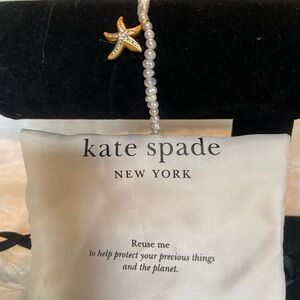 kate spade
NEW YORK
Reuse me
to help protect your precious things
and the planet.